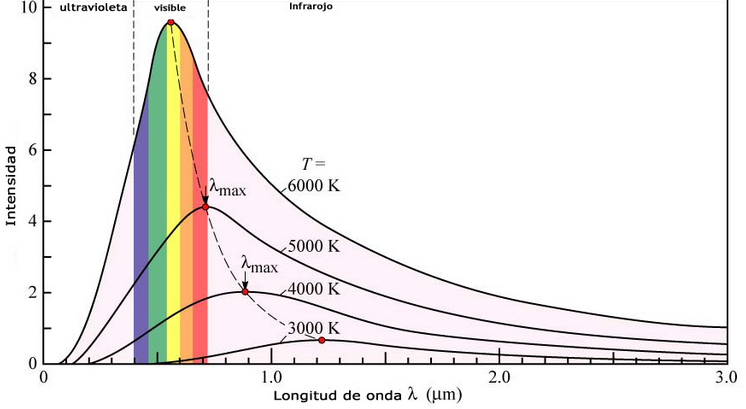 ultravioleta
visible
Infrarojo
10
8
6
4
2
0
Intensidad
T =
6000 K
λmax
5000 K
λmax
4000 K
3000 K
0
1.0
2.0
3.0
Longitud de onda λ (μm)